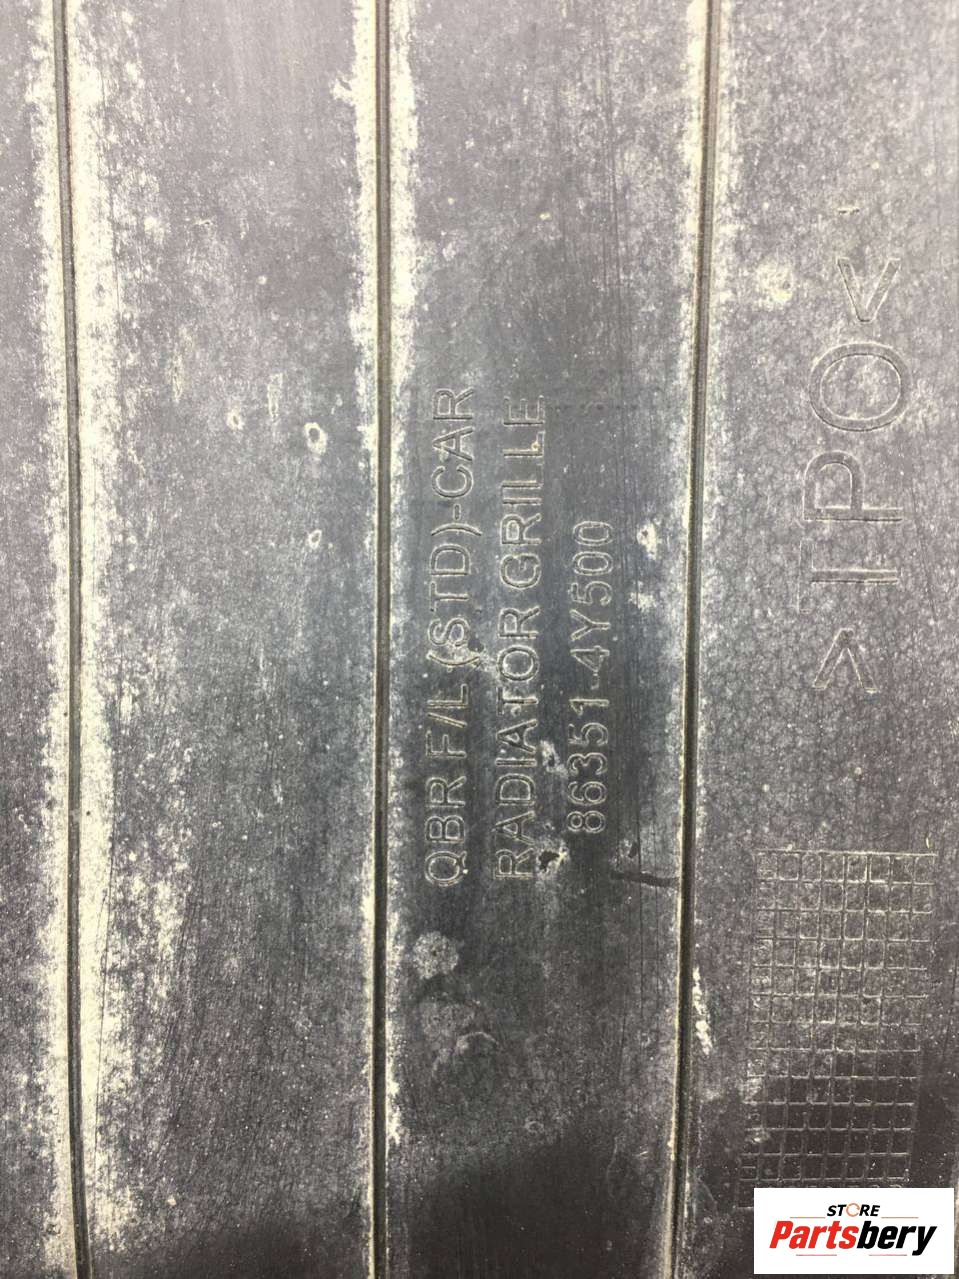 QBR F/L (STD)-CAR
RADIATOR GRILLE
86351-4Y500
>TPO<
STORE
Partsbery